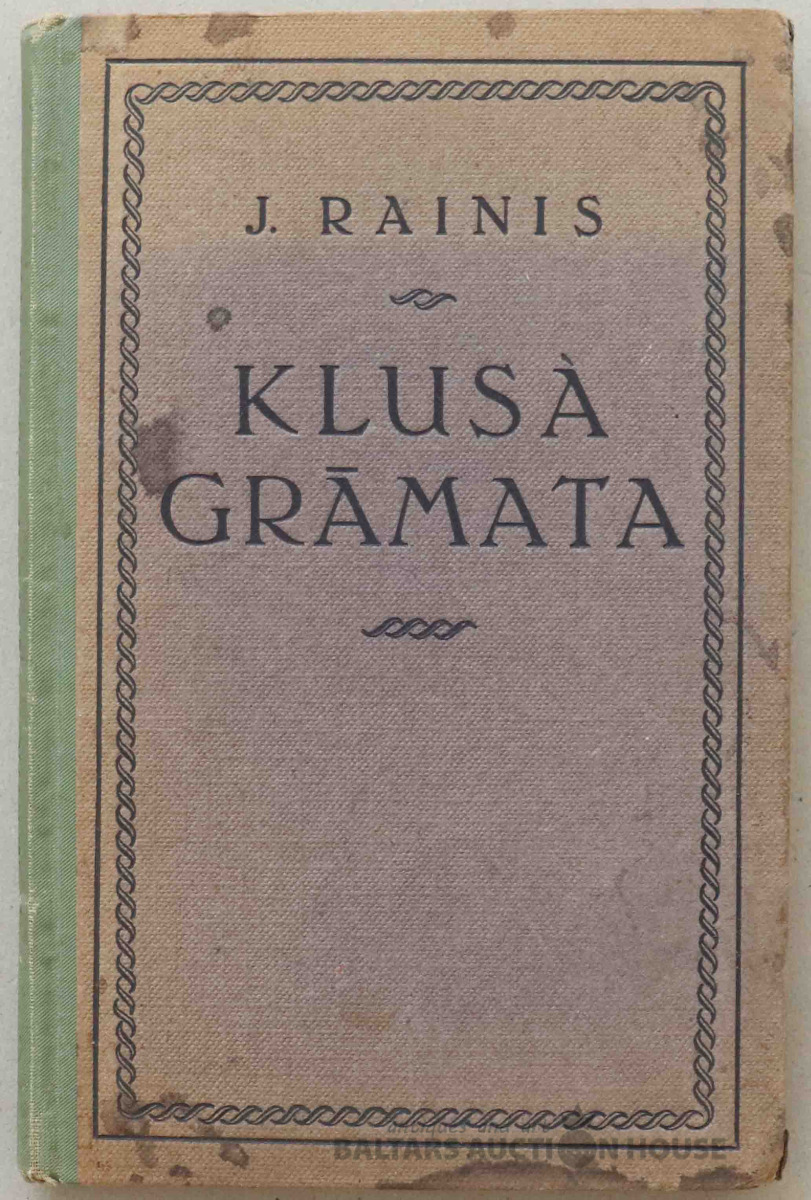 J. RAINIS
KLUSÀ
GRĀMATA
BALTARS AUCTION HOUSE